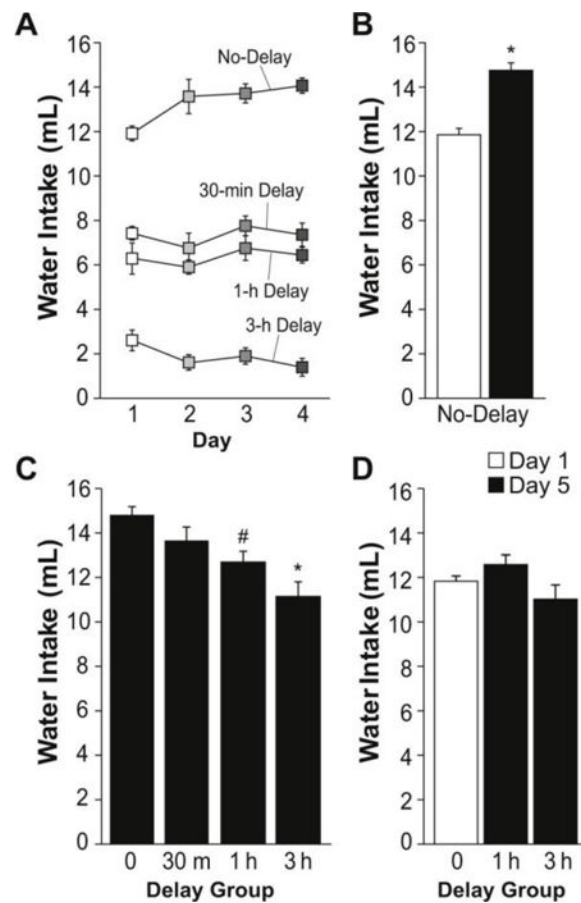 A
Water Intake (mL)
16
14
12
10
8
6
4
2
0
No-Delay
30-min Delay
1-h Delay
3-h Delay
1 2 3 4
Day
B
Water Intake (mL)
16
14
12
10
8
6
4
2
0
*
No-Delay
C
Water Intake (mL)
16
14
12
10
8
6
4
2
0
#
*
0 30 m 1 h 3 h
Delay Group
D
Day 1
Day 5
Water Intake (mL)
16
14
12
10
8
6
4
2
0
0 1 h 3 h
Delay Group